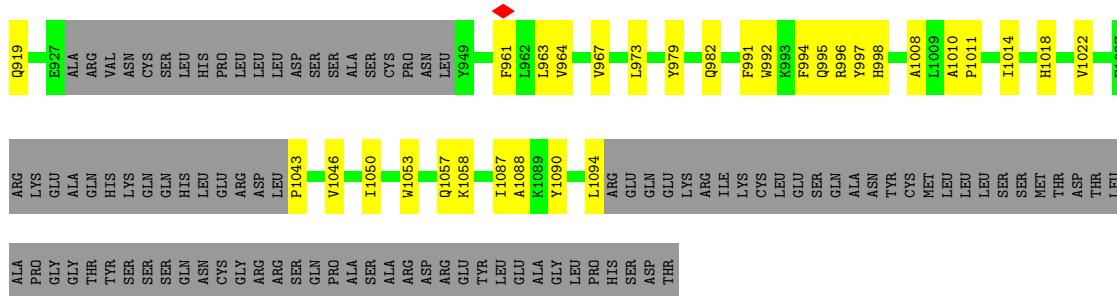 Q919 E927 ALA ARG VAL ASN CYS SER LEU HIS PRO LEU LEU LEU ASP SER SER ALA SER CYS PRO ASN LEU Y949 F961 L962 L963 V964 V967 L973 Y979 Q982 F991 W992 K993 F994 Q995 R996 Y997 H998 A1008 L1009 A1010 P1011 I1014 H1018 V1022
ARG LYS GLU ALA GLN HIS LYS GLN GLN HIS LEU GLU ARG ASP LEU P1043 V1046 I1050 W1053 Q1057 K1058 I1087 A1088 K1089 Y1090 L1094 ARG GLU GLN GLU LYS ARG ILE LYS CYS LEU GLU SER GLN ALA ASN TYR CYS MET LEU LEU LEU SER SER MET THR ASP THR LEU
ALA PRO GLY GLY THR TYR SER SER SER GLN ASN CYS GLY ARG ARG SER GLN PRO ALA SER ALA ARG ASP ARG GLU TYR LEU GLU ALA GLY LEU PRO HIS SER ASP THR